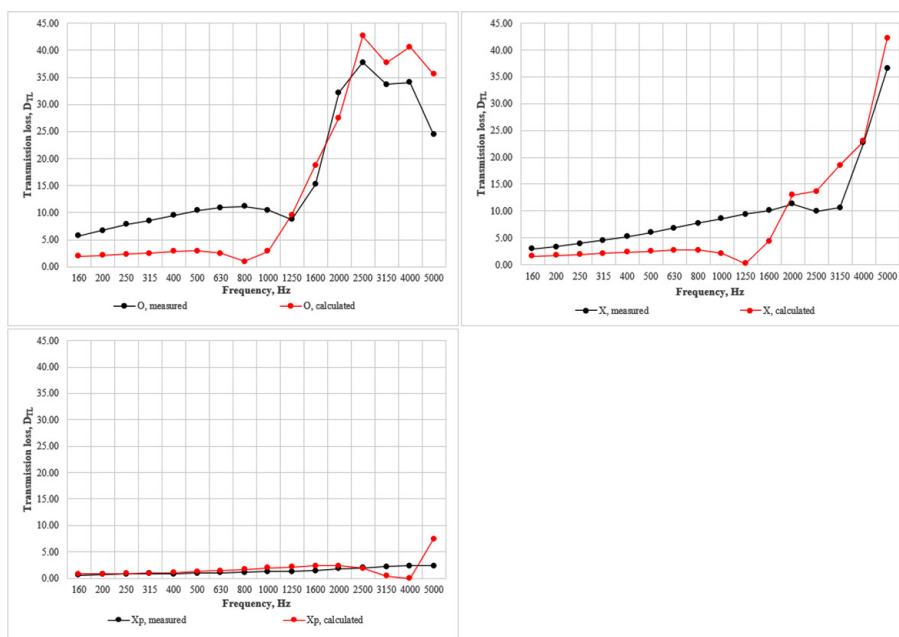 45.00
40.00
35.00
30.00
25.00
20.00
15.00
10.00
5.00
0.00
Transmission loss, DTL
160 200 250 315 400 500 630 800 1000 1250 1600 2000 2500 3150 4000 5000
Frequency, Hz
O, measured O, calculated
45.00
40.00
35.00
30.00
25.00
20.00
15.00
10.00
5.00
0.00
Transmission loss, DTL
160 200 250 315 400 500 630 800 1000 1250 1600 2000 2500 3150 4000 5000
Frequency, Hz
X, measured X, calculated
45.00
40.00
35.00
30.00
25.00
20.00
15.00
10.00
5.00
0.00
Transmission loss, DTL
160 200 250 315 400 500 630 800 1000 1250 1600 2000 2500 3150 4000 5000
Frequency, Hz
Xp, measured Xp, calculated